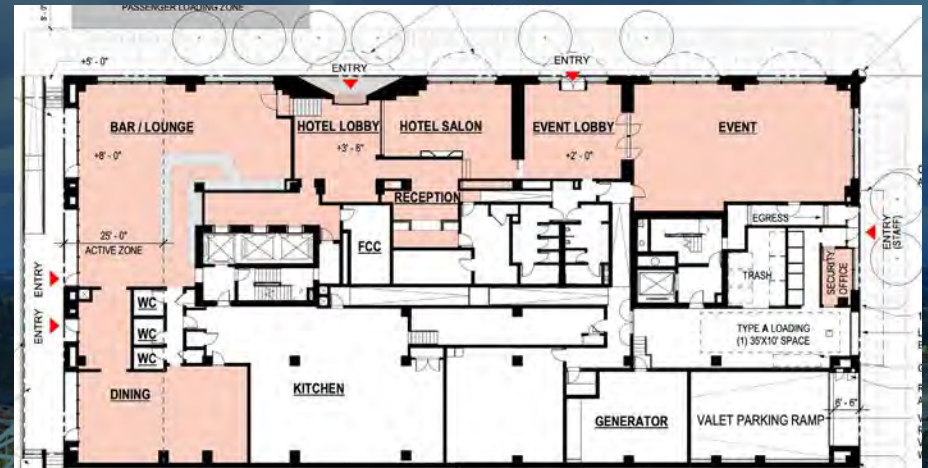 PASSENGER LOADING ZONE
8'- 0"
+5' - 0"
ENTRY
ENTRY
BAR / LOUNGE
HOTEL LOBBY
HOTEL SALON
EVENT LOBBY
EVENT
+8' - 0"
+3' - 6"
+2' - 0"
RECEPTION
EGRESS
ENTRY
(STAFF)
25' - 0"
ACTIVE ZONE
FCC
TRASH
SECURITY
OFFICE
ENTRY
ENTRY
WC
WC
WC
TYPE A LOADING
(1) 35'X10' SPACE
DINING
KITCHEN
GENERATOR
VALET PARKING RAMP
6' - 6"